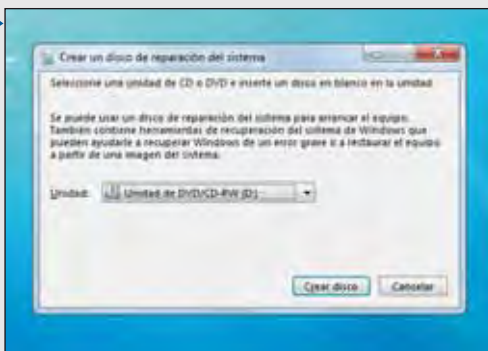 Crear un disco de reparación del sistema
Seleccione una unidad de CD o DVD e inserte un disco en blanco en la unidad
Se puede usar un disco de reparación del sistema para arrancar el equipo.
También contiene herramientas de recuperación del sistema de Windows que
pueden ayudarle a recuperar Windows de un error grave o a restaurar el equipo
a partir de una imagen del sistema.
Unidad: Unidad de DVD/CD-RW (D:)
Crear disco Cancelar